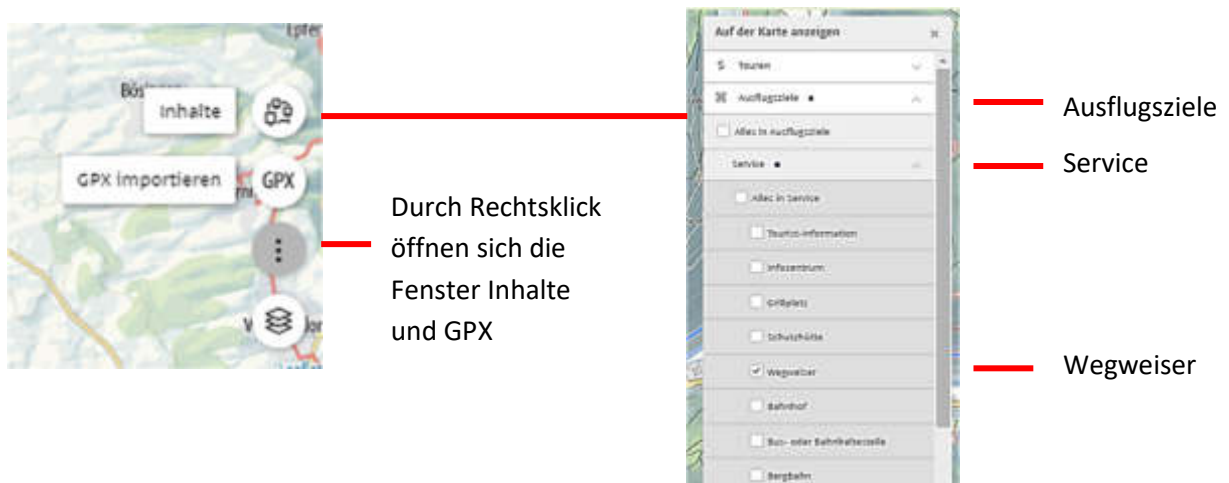 Inhalte
GPX importieren
GPX
Durch Rechtsklick
öffnen sich die
Fenster Inhalte
und GPX
Auf der Karte anzeigen
Touren
Ausflugsziele
Alles in Ausflugsziele
Service
Alles in Service
Tourist-Information
Infozentrum
Grillplatz
Schutzhütte
Wegweiser
Bahnhof
Bus- oder Bahnhaltestelle
Bergbahn
Ausflugsziele
Service
Wegweiser